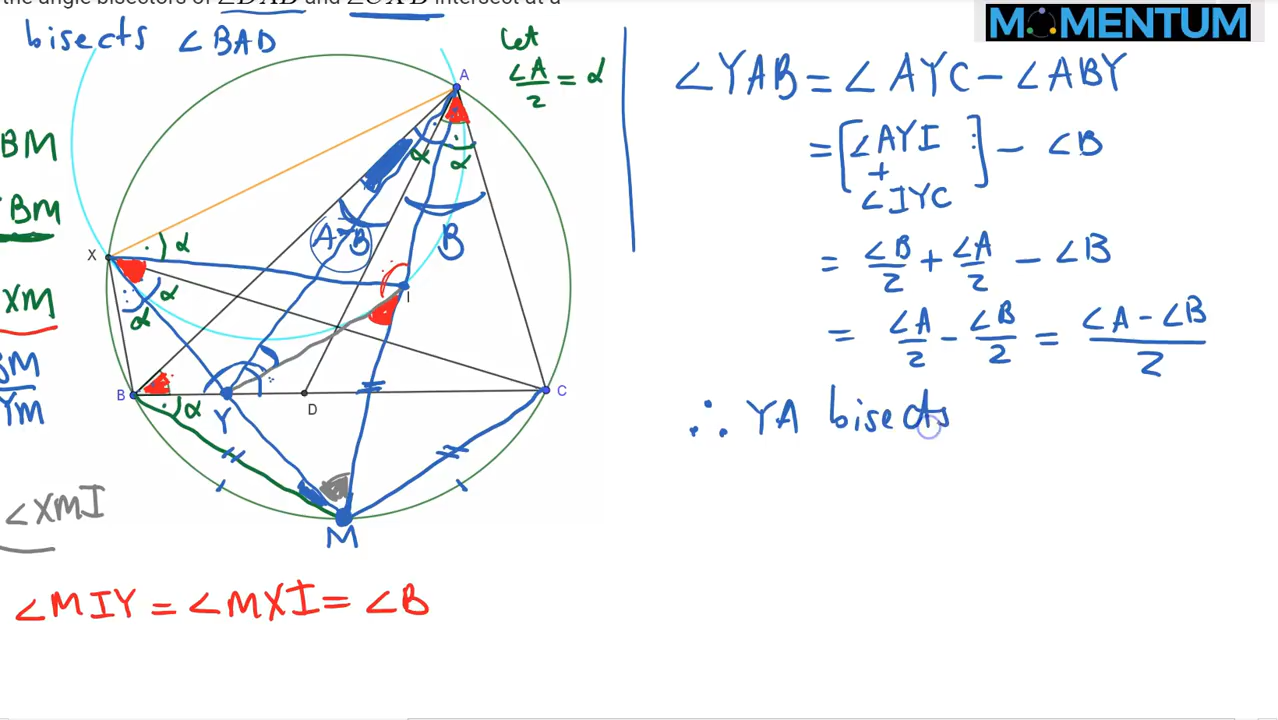 the angle bisectors of ∠DAB and ∠CXB intersect at a
bisects ∠BAD
BM
BM
XM
BM
YM
∠XMI
∠MIY = ∠MXI = ∠B
Let
∠A/2 = α
A
X
B
C
D
I
Y
M
α
α
α
α
α
α
A-B
B
MOMENTUM
∠YAB = ∠AYC - ∠ABY
= [∠AYI + ∠IYC] - ∠B
= ∠B/2 + ∠A/2 - ∠B
= ∠A/2 - ∠B/2 = (∠A - ∠B)/2
∴ YA bisects